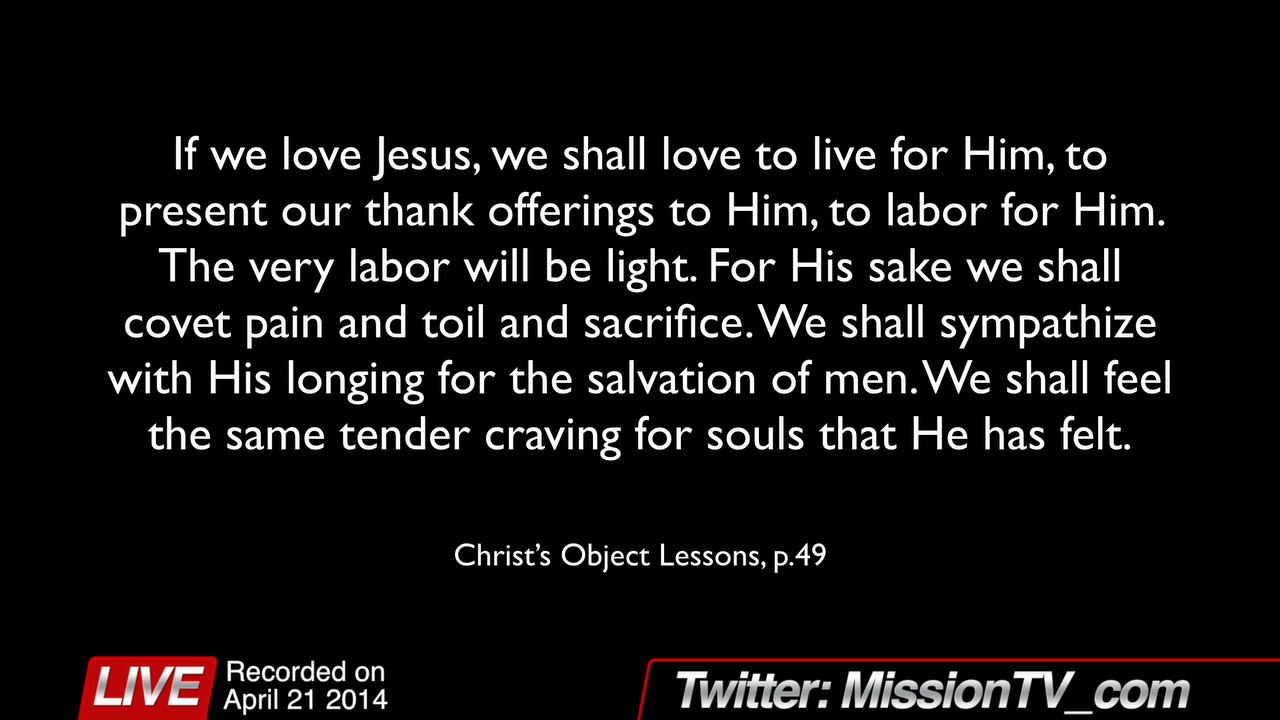 If we love Jesus, we shall love to live for Him, to
present our thank offerings to Him, to labor for Him.
The very labor will be light. For His sake we shall
covet pain and toil and sacrifice. We shall sympathize
with His longing for the salvation of men. We shall feel
the same tender craving for souls that He has felt.
Christ’s Object Lessons, p.49
LIVE
Recorded on
April 21 2014
Twitter: MissionTV_com